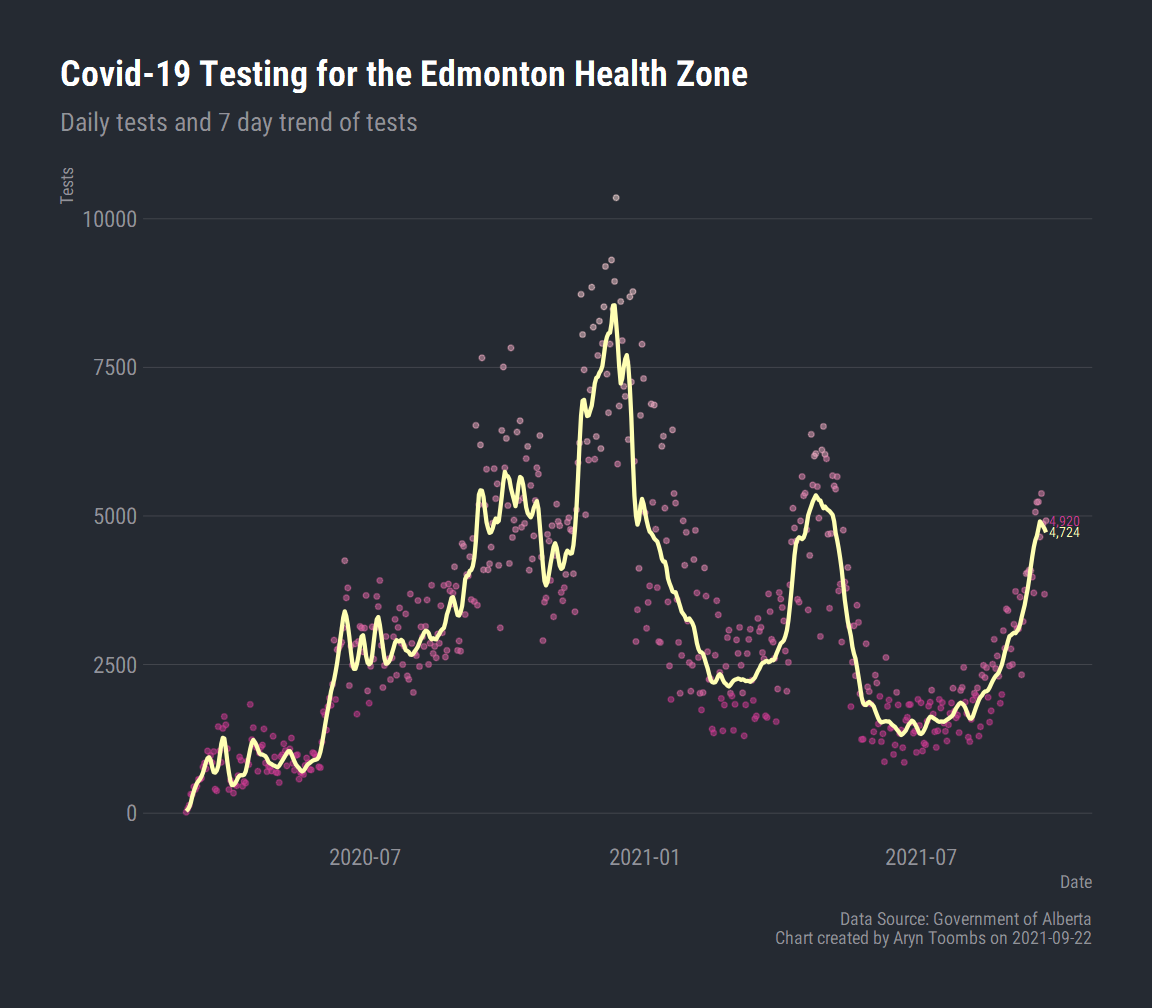 Covid-19 Testing for the Edmonton Health Zone
Daily tests and 7 day trend of tests
Tests
10000
7500
5000
2500
0
4,920
4,724
2020-07
2021-01
2021-07
Date
Data Source: Government of Alberta
Chart created by Aryn Toombs on 2021-09-22